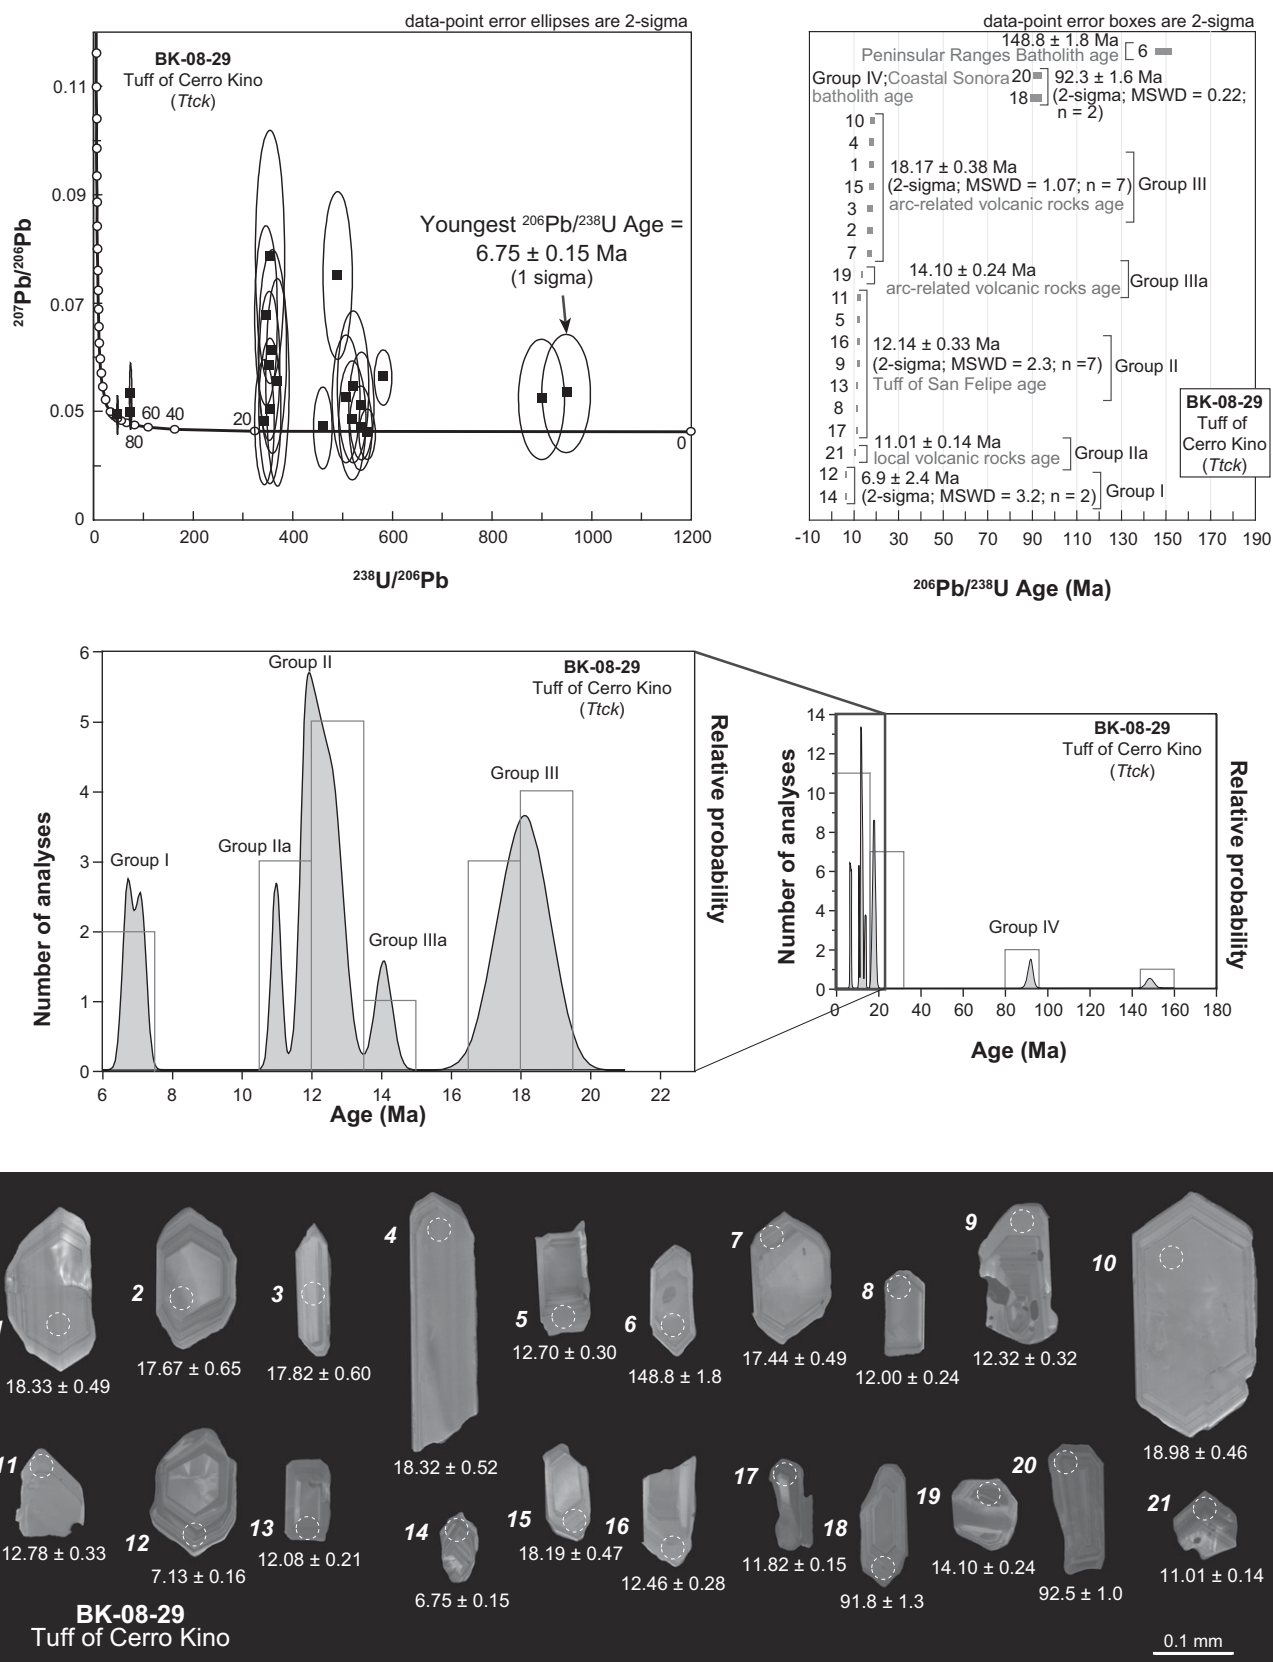 data-point error ellipses are 2-sigma
BK-08-29
Tuff of Cerro Kino
(Ttck)
0.11
0.09
0.07
0.05
0
207Pb/206Pb
Youngest 206Pb/238U Age =
6.75 ± 0.15 Ma
(1 sigma)
80
60
40
20
0
0 200 400 600 800 1000 1200
238U/206Pb
data-point error boxes are 2-sigma
148.8 ± 1.8 Ma
Peninsular Ranges Batholith age
6
Group IV;Coastal Sonora
batholith age
20
18
92.3 ± 1.6 Ma
(2-sigma; MSWD = 0.22;
n = 2)
10
4
1
15
3
2
7
18.17 ± 0.38 Ma
(2-sigma; MSWD = 1.07; n = 7)
arc-related volcanic rocks age
Group III
19
14.10 ± 0.24 Ma
arc-related volcanic rocks age
Group IIIa
11
5
16
9
13
8
17
12.14 ± 0.33 Ma
(2-sigma; MSWD = 2.3; n =7)
Tuff of San Felipe age
Group II
21
11.01 ± 0.14 Ma
local volcanic rocks age
Group IIa
12
14
6.9 ± 2.4 Ma
(2-sigma; MSWD = 3.2; n = 2)
Group I
BK-08-29
Tuff of
Cerro Kino
(Ttck)
-10 10 30 50 70 90 110 130 150 170 190
206Pb/238U Age (Ma)
6
5
4
3
2
1
0
Number of analyses
Group I
Group IIa
Group II
Group IIIa
Group III
BK-08-29
Tuff of Cerro Kino
(Ttck)
Relative probability
6 8 10 12 14 16 18 20 22
Age (Ma)
14
12
10
8
6
4
2
0
Number of analyses
BK-08-29
Tuff of Cerro Kino
(Ttck)
Group IV
Relative probability
0 20 40 60 80 100 120 140 160 180
Age (Ma)
18.33 ± 0.49
2
17.67 ± 0.65
3
17.82 ± 0.60
4
18.32 ± 0.52
5
12.70 ± 0.30
6
148.8 ± 1.8
7
17.44 ± 0.49
8
12.00 ± 0.24
9
12.32 ± 0.32
10
18.98 ± 0.46
11
12.78 ± 0.33
12
7.13 ± 0.16
13
12.08 ± 0.21
14
6.75 ± 0.15
15
18.19 ± 0.47
16
12.46 ± 0.28
17
11.82 ± 0.15
18
91.8 ± 1.3
19
14.10 ± 0.24
20
92.5 ± 1.0
21
11.01 ± 0.14
BK-08-29
Tuff of Cerro Kino
0.1 mm